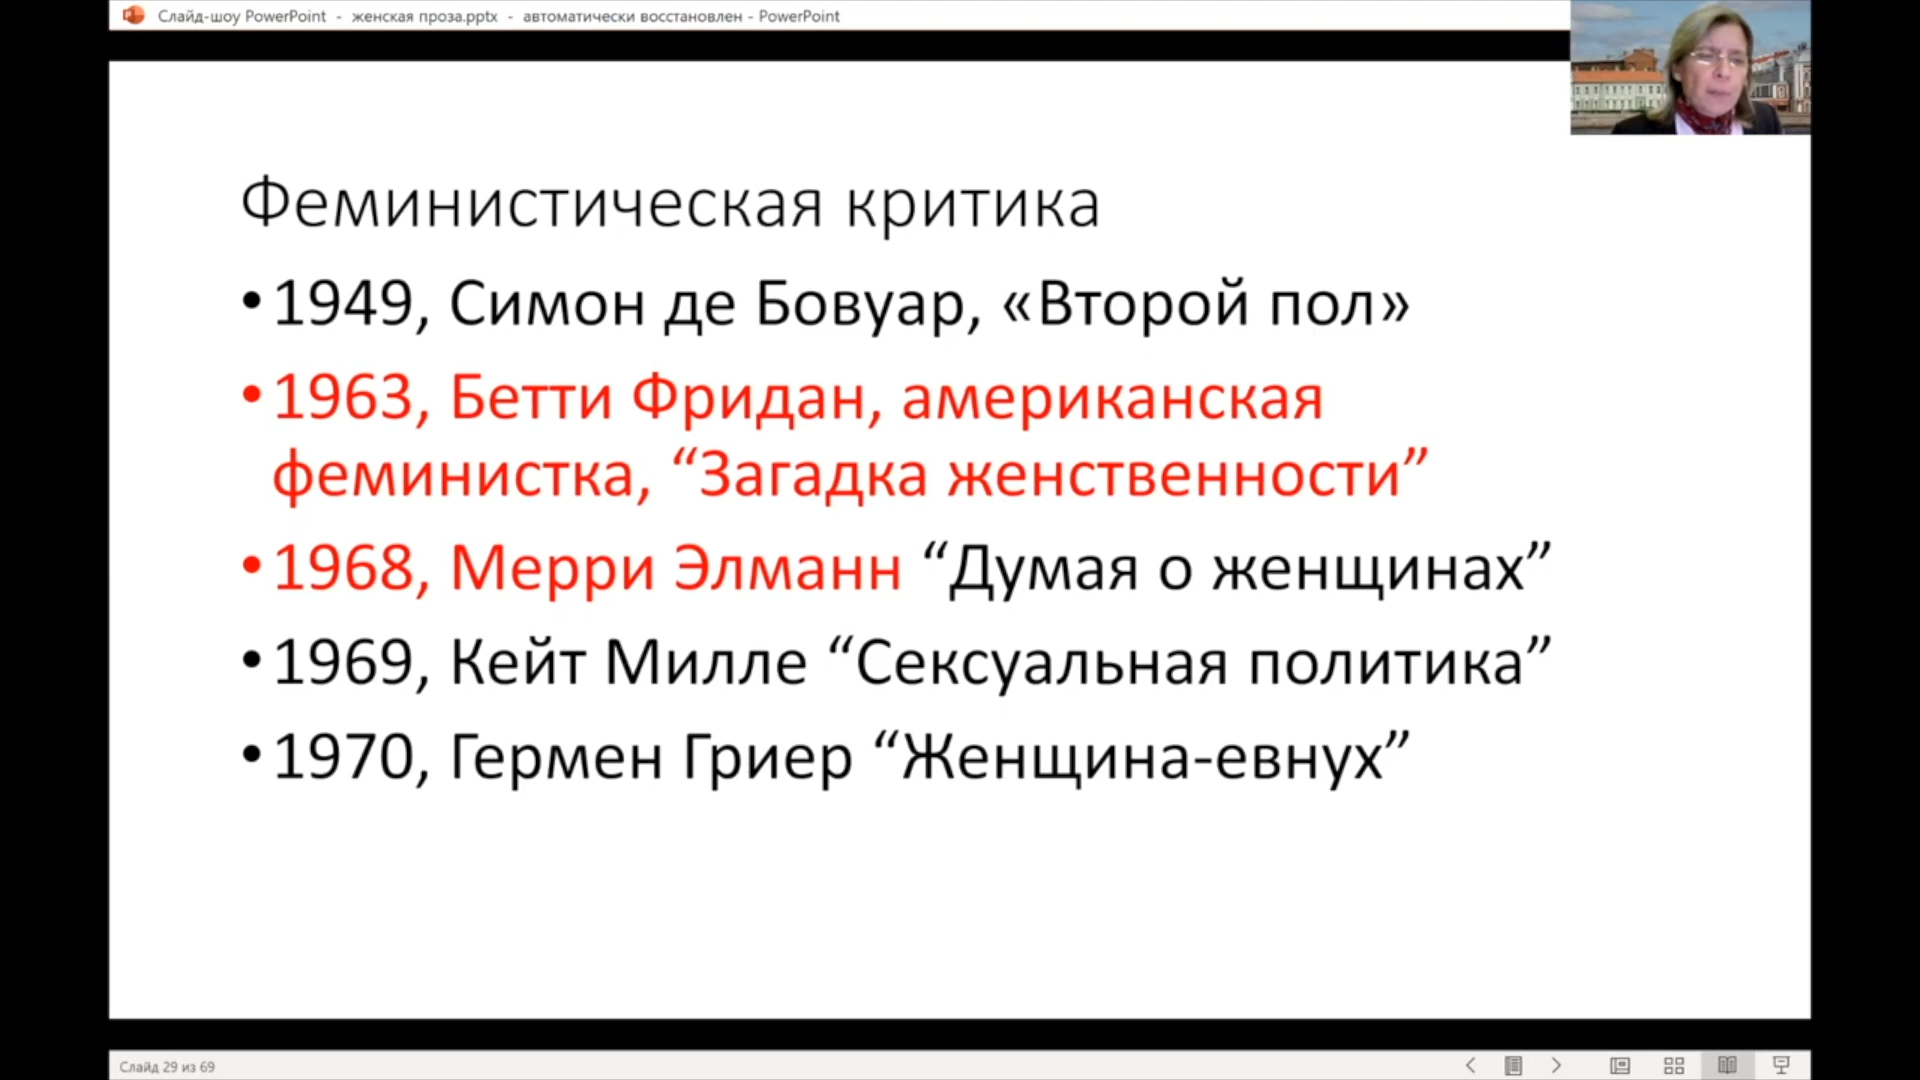 Слайд-шоу PowerPoint - женская проза.pptx - автоматически восстановлен - PowerPoint
Феминистическая критика
•1949, Симон де Бовуар, «Второй пол»
•1963, Бетти Фридан, американская
феминистка, “Загадка женственности”
•1968, Мерри Элманн “Думая о женщинах”
•1969, Кейт Милле “Сексуальная политика”
•1970, Гермен Гриер “Женщина-евнух”
Слайд 29 из 69